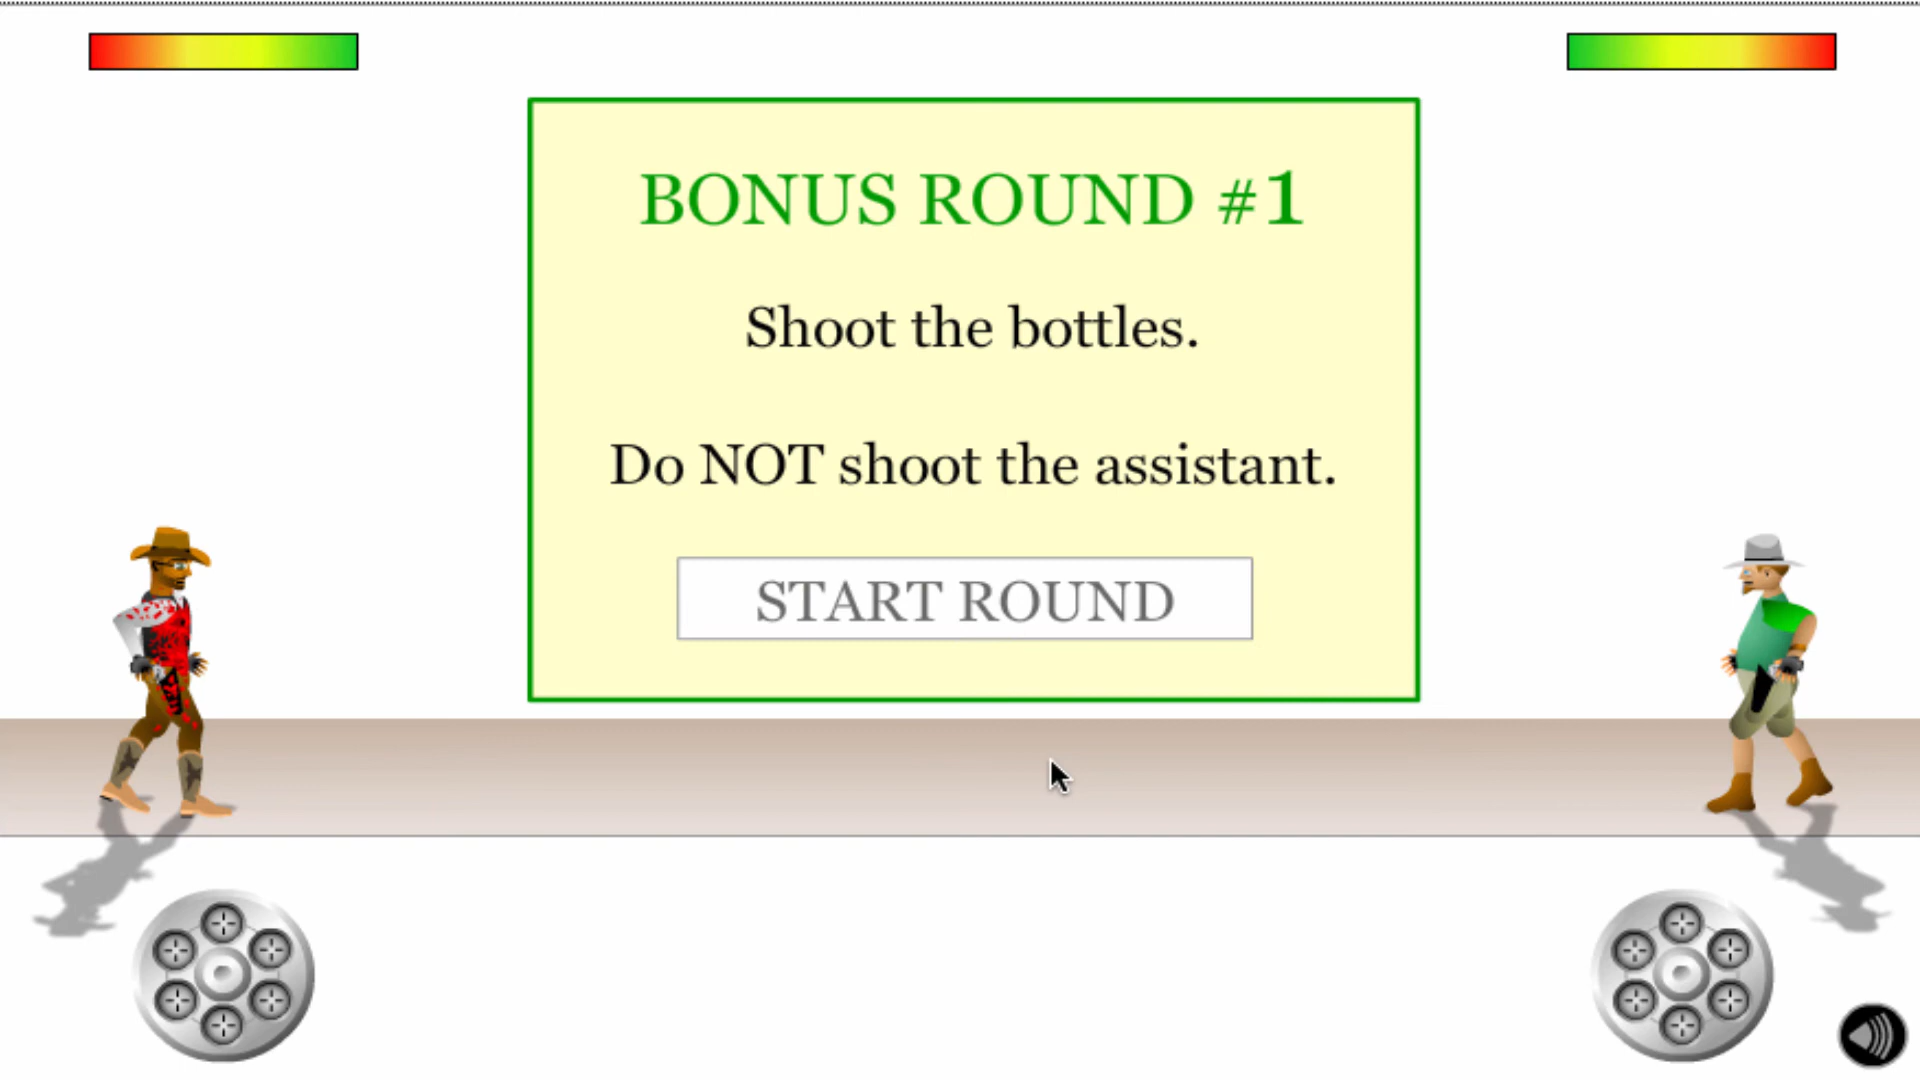 BONUS ROUND #1
Shoot the bottles.
Do NOT shoot the assistant.
START ROUND